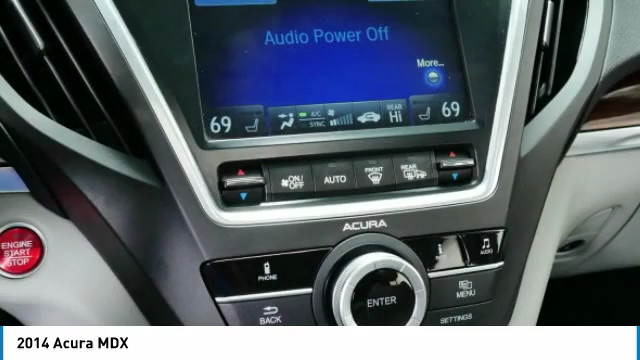 Audio Power Off
More...
69 A/C SYNC REAR Hi 69
ON/OFF AUTO FRONT REAR
ACURA
ENGINE START STOP
PHONE
AUDIO
ENTER
BACK
MENU
SETTINGS
2014 Acura MDX